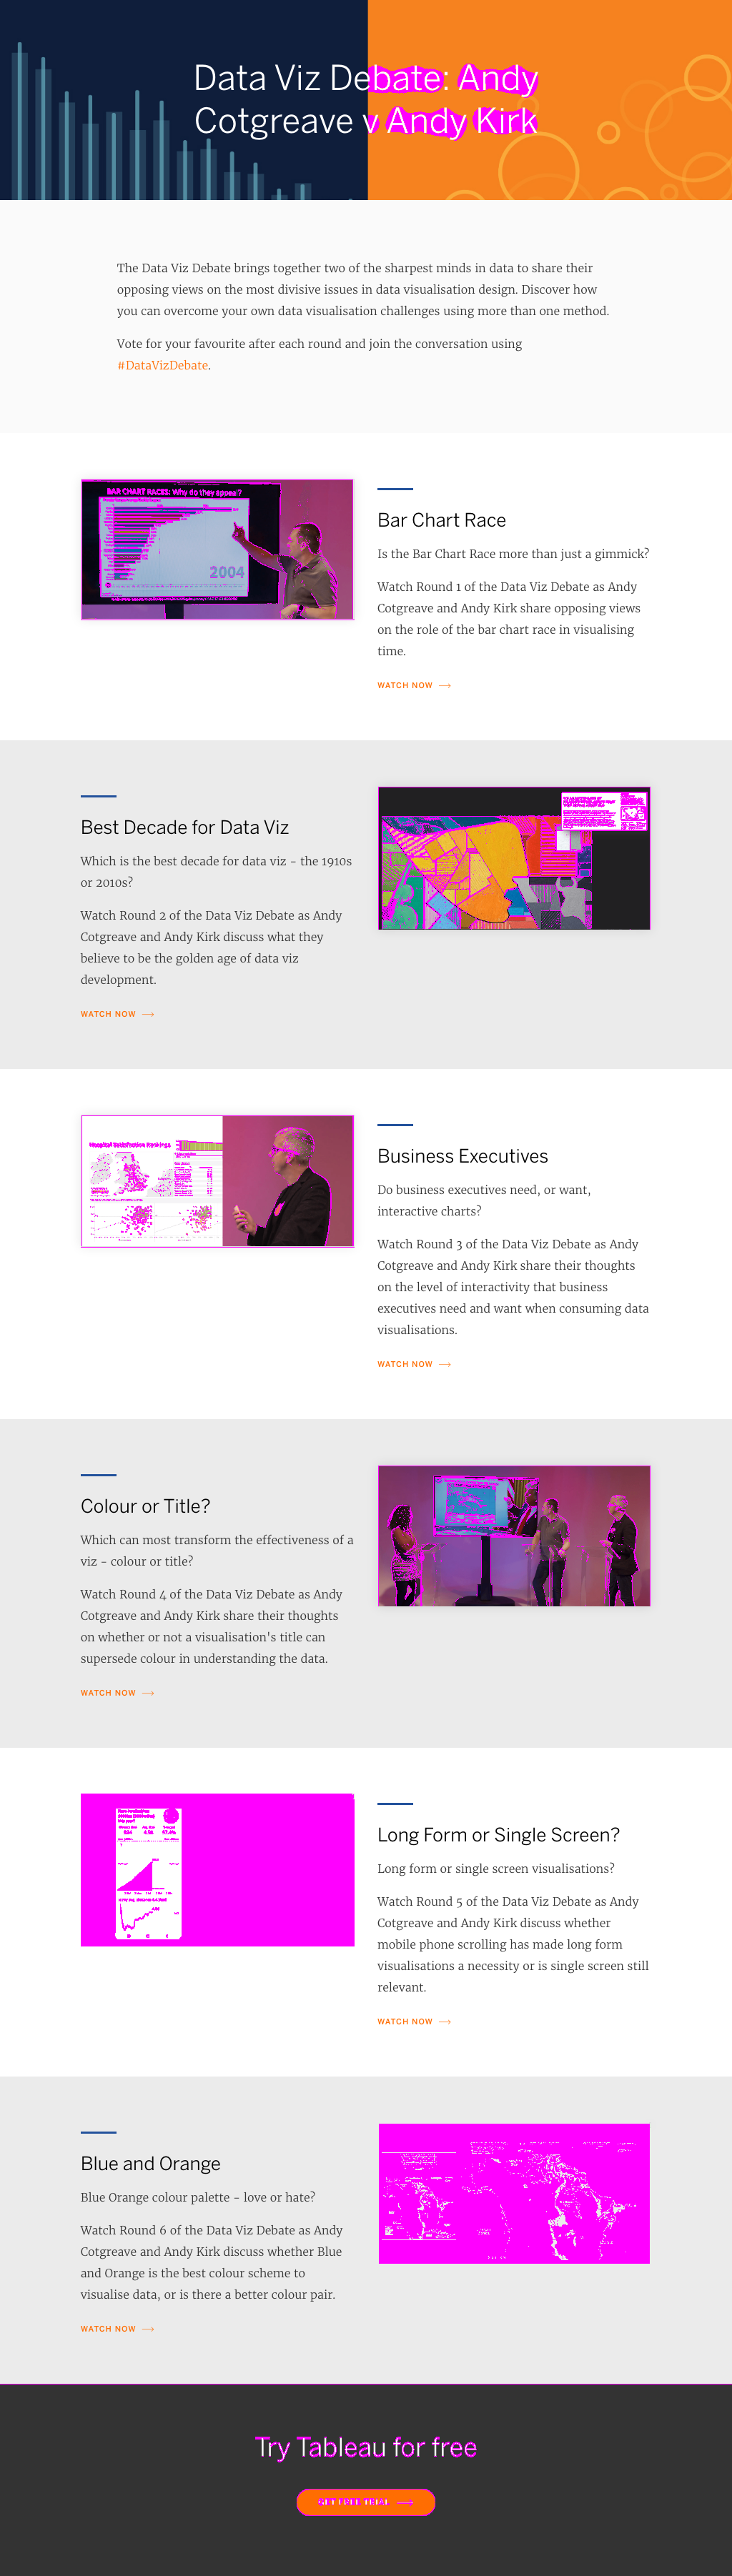 Data Viz Debate: Andy
Cotgreave v Andy Kirk
The Data Viz Debate brings together two of the sharpest minds in data to share their
opposing views on the most divisive issues in data visualisation design. Discover how
you can overcome your own data visualisation challenges using more than one method.
Vote for your favourite after each round and join the conversation using
#DataVizDebate.
BAR CHART RACES: Why do they appeal?
2004
Bar Chart Race
Is the Bar Chart Race more than just a gimmick?
Watch Round 1 of the Data Viz Debate as Andy
Cotgreave and Andy Kirk share opposing views
on the role of the bar chart race in visualising
time.
WATCH NOW
Best Decade for Data Viz
Which is the best decade for data viz - the 1910s
or 2010s?
Watch Round 2 of the Data Viz Debate as Andy
Cotgreave and Andy Kirk discuss what they
believe to be the golden age of data viz
development.
WATCH NOW
Hospital Satisfaction Rankings
Business Executives
Do business executives need, or want,
interactive charts?
Watch Round 3 of the Data Viz Debate as Andy
Cotgreave and Andy Kirk share their thoughts
on the level of interactivity that business
executives need and want when consuming data
visualisations.
WATCH NOW
Colour or Title?
Which can most transform the effectiveness of a
viz - colour or title?
Watch Round 4 of the Data Viz Debate as Andy
Cotgreave and Andy Kirk share their thoughts
on whether or not a visualisation's title can
supersede colour in understanding the data.
WATCH NOW
Long Form or Single Screen?
Long form or single screen visualisations?
Watch Round 5 of the Data Viz Debate as Andy
Cotgreave and Andy Kirk discuss whether
mobile phone scrolling has made long form
visualisations a necessity or is single screen still
relevant.
WATCH NOW
Blue and Orange
Blue Orange colour palette - love or hate?
Watch Round 6 of the Data Viz Debate as Andy
Cotgreave and Andy Kirk discuss whether Blue
and Orange is the best colour scheme to
visualise data, or is there a better colour pair.
WATCH NOW
Try Tableau for free
GET FREE TRIAL